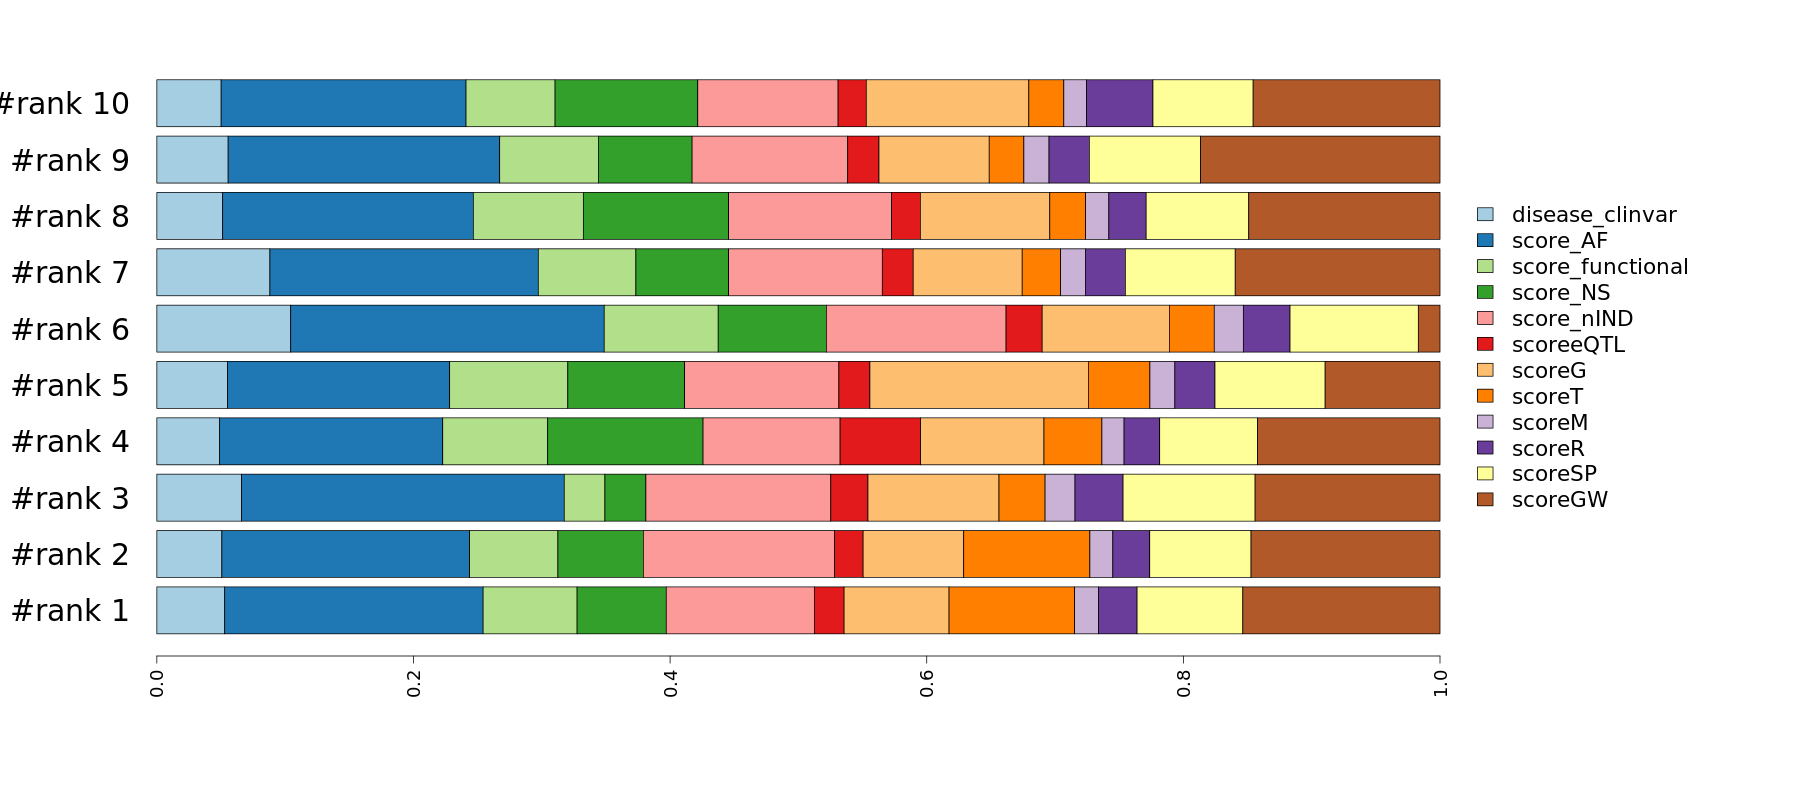 #rank 10
#rank 9
#rank 8
#rank 7
#rank 6
#rank 5
#rank 4
#rank 3
#rank 2
#rank 1
0.0
0.2
0.4
0.6
0.8
1.0
disease_clinvar
score_AF
score_functional
score_NS
score_nIND
scoreeQTL
scoreG
scoreT
scoreM
scoreR
scoreSP
scoreGW